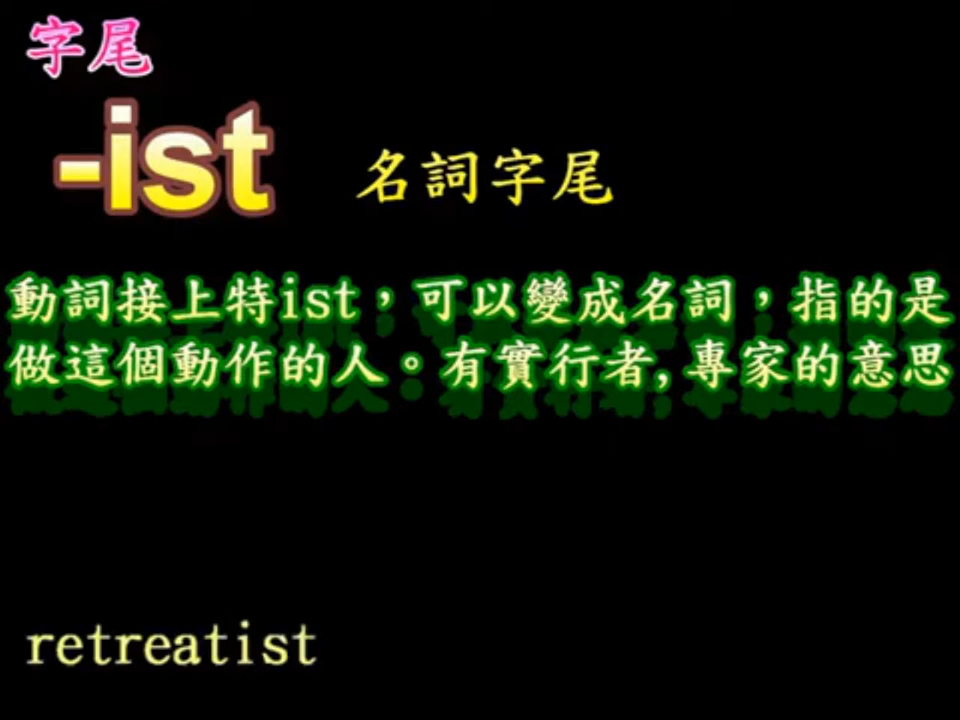 字尾
-ist 名詞字尾
動詞接上特ist，可以變成名詞，指的是
做這個動作的人。有實行者,專家的意思
retreatist